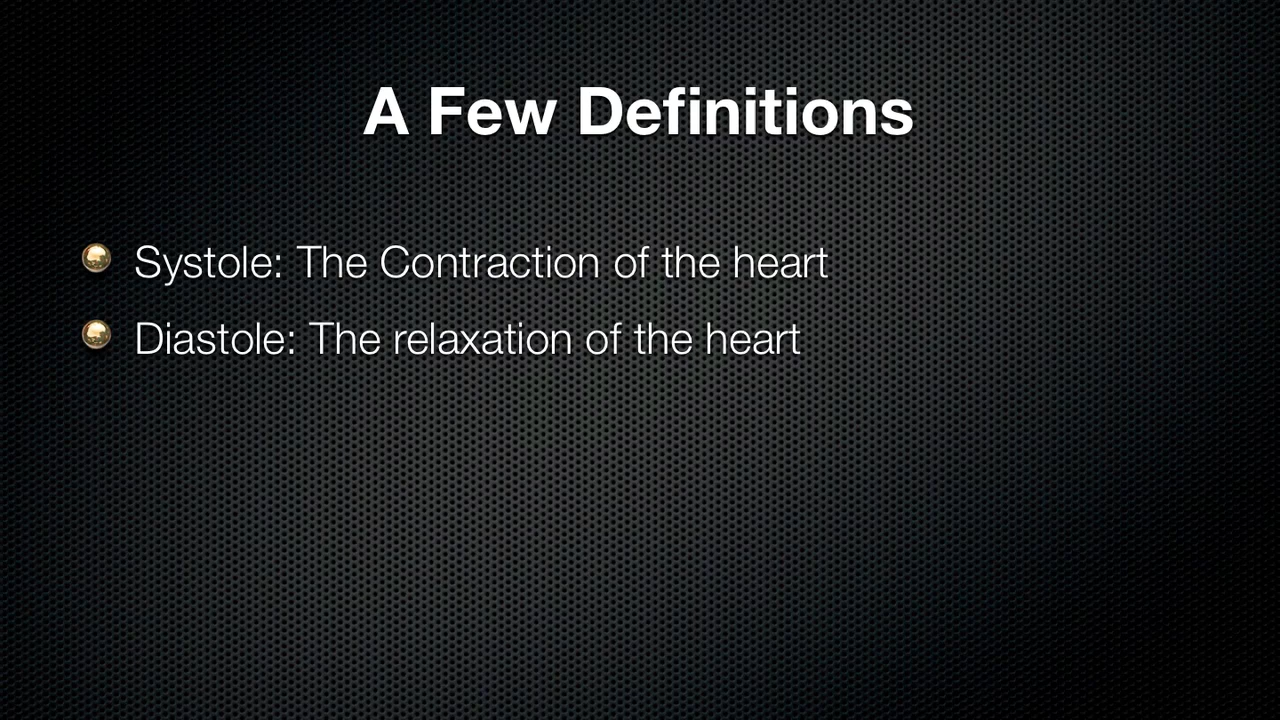 A Few Definitions
Systole: The Contraction of the heart
Diastole: The relaxation of the heart